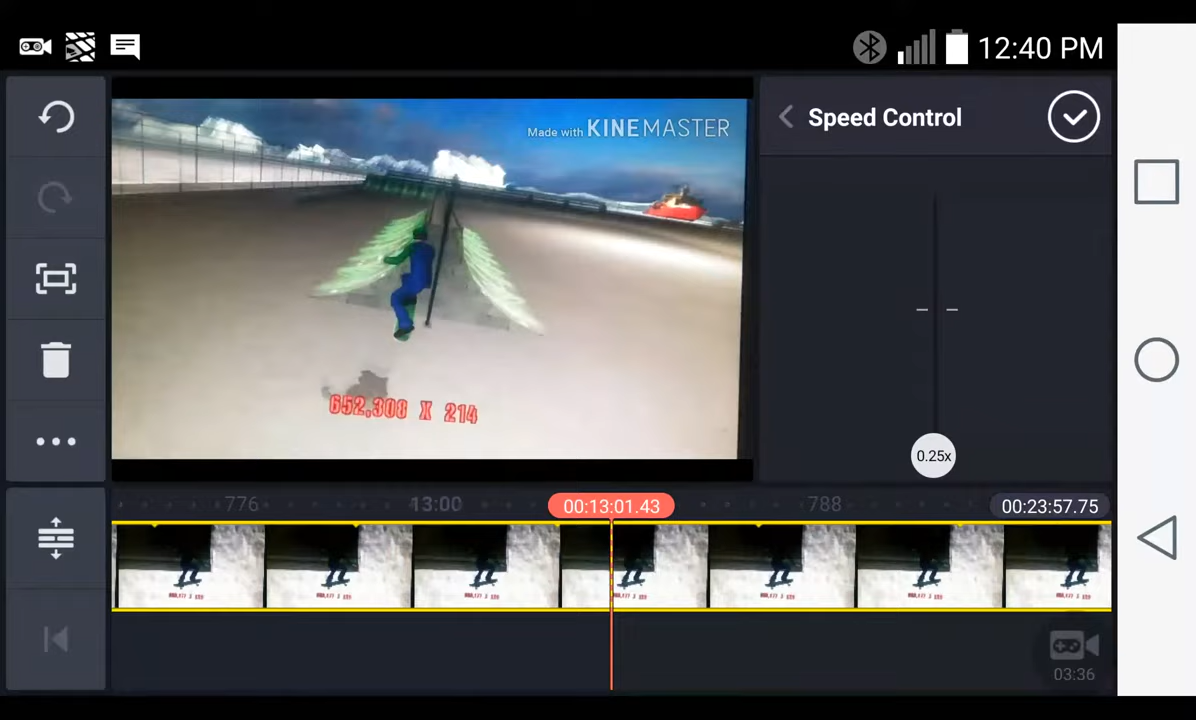 12:40 PM
Made with KINEMASTER
Speed Control
652,308 X 214
0.25x
776
13:00
00:13:01.43
788
00:23:57.75
03:36